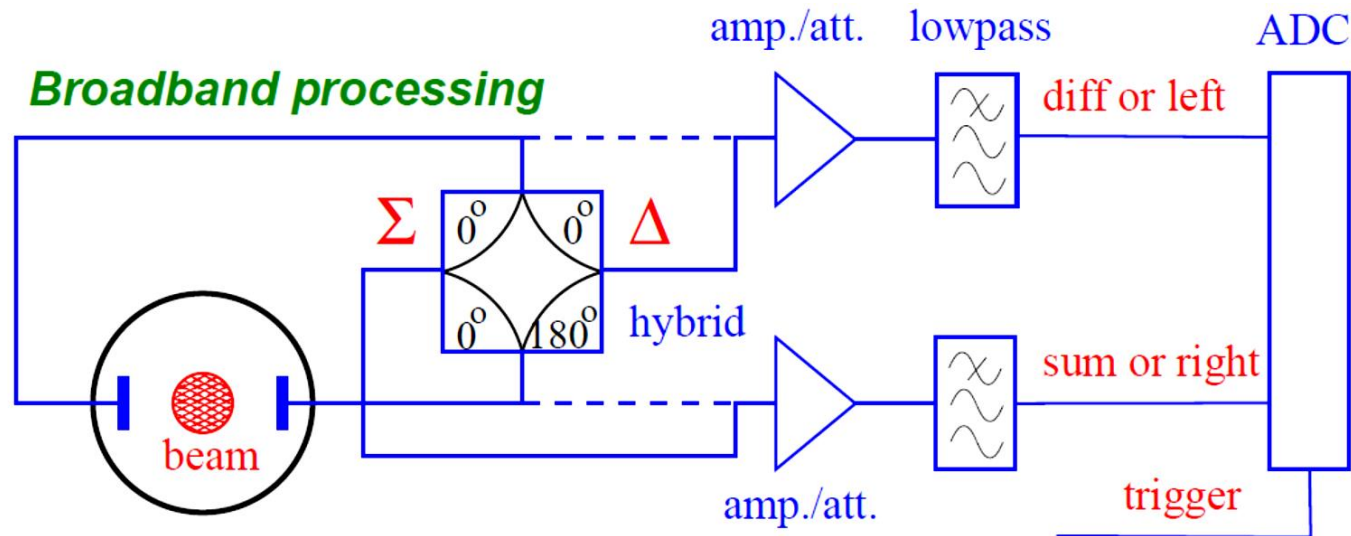 amp./att. lowpass ADC
Broadband processing
diff or left
Σ 0° 0° Δ
0° 180° hybrid
sum or right
beam
trigger
amp./att.